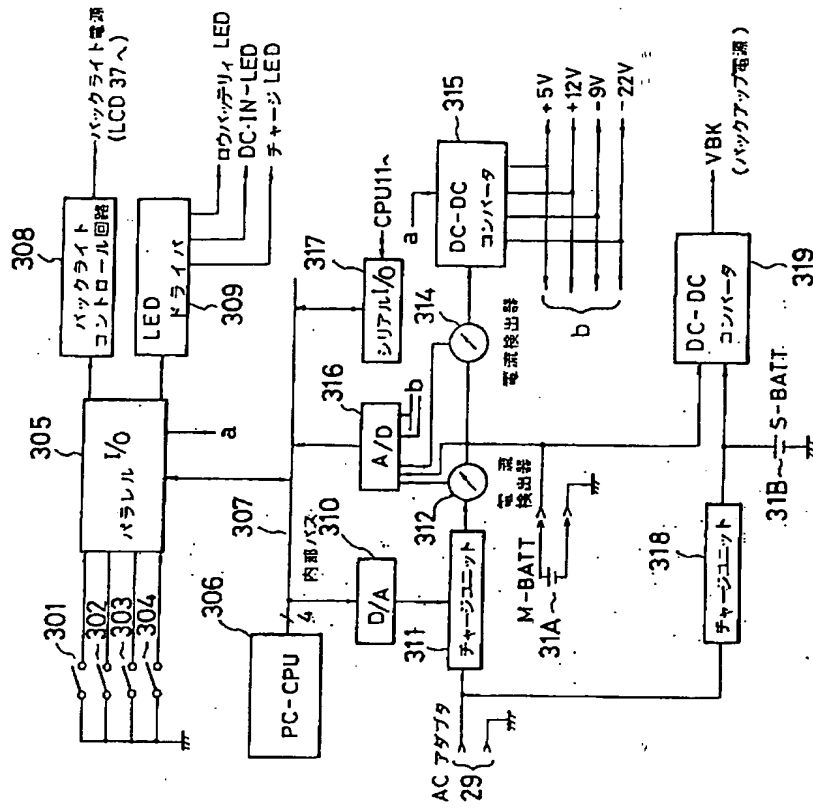 301
302
303
304
305
パラレル I/O
a
308
バックライト
コントロール回路
バックライト電源
(LCD 37へ)
LED
ドライバ
309
ロウバッテリィ LED
DC-IN-LED
チャージ LED
306
PC-CPU
4
307
内部バス
310
D/A
316
A/D
b
317
シリアル I/O
CPU11へ
AC アダプタ
29
311
チャージユニット
312
電流
検出器
314
電流検出器
a
315
DC-DC
コンバータ
+5V
+12V
-9V
-22V
b
M-BATT
31A
318
チャージユニット
31B
S-BATT
DC-DC
コンバータ
319
VBK
(バックアップ電源)